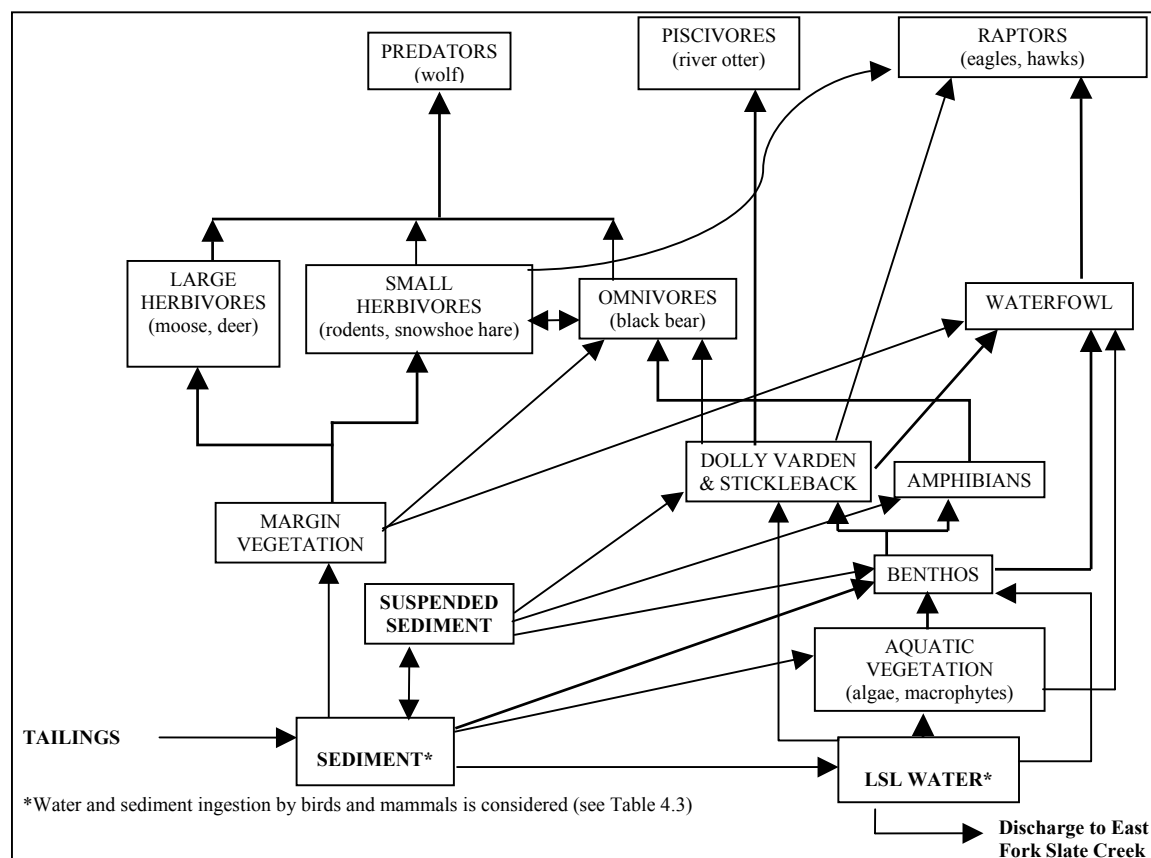 PREDATORS
(wolf)
PISCIVORES
(river otter)
RAPTORS
(eagles, hawks)
LARGE
HERBIVORES
(moose, deer)
SMALL
HERBIVORES
(rodents, snowshoe hare)
OMNIVORES
(black bear)
WATERFOWL
DOLLY VARDEN
& STICKLEBACK
AMPHIBIANS
MARGIN
VEGETATION
BENTHOS
SUSPENDED
SEDIMENT
AQUATIC
VEGETATION
(algae, macrophytes)
TAILINGS
SEDIMENT*
LSL WATER*
*Water and sediment ingestion by birds and mammals is considered (see Table 4.3)
Discharge to East
Fork Slate Creek